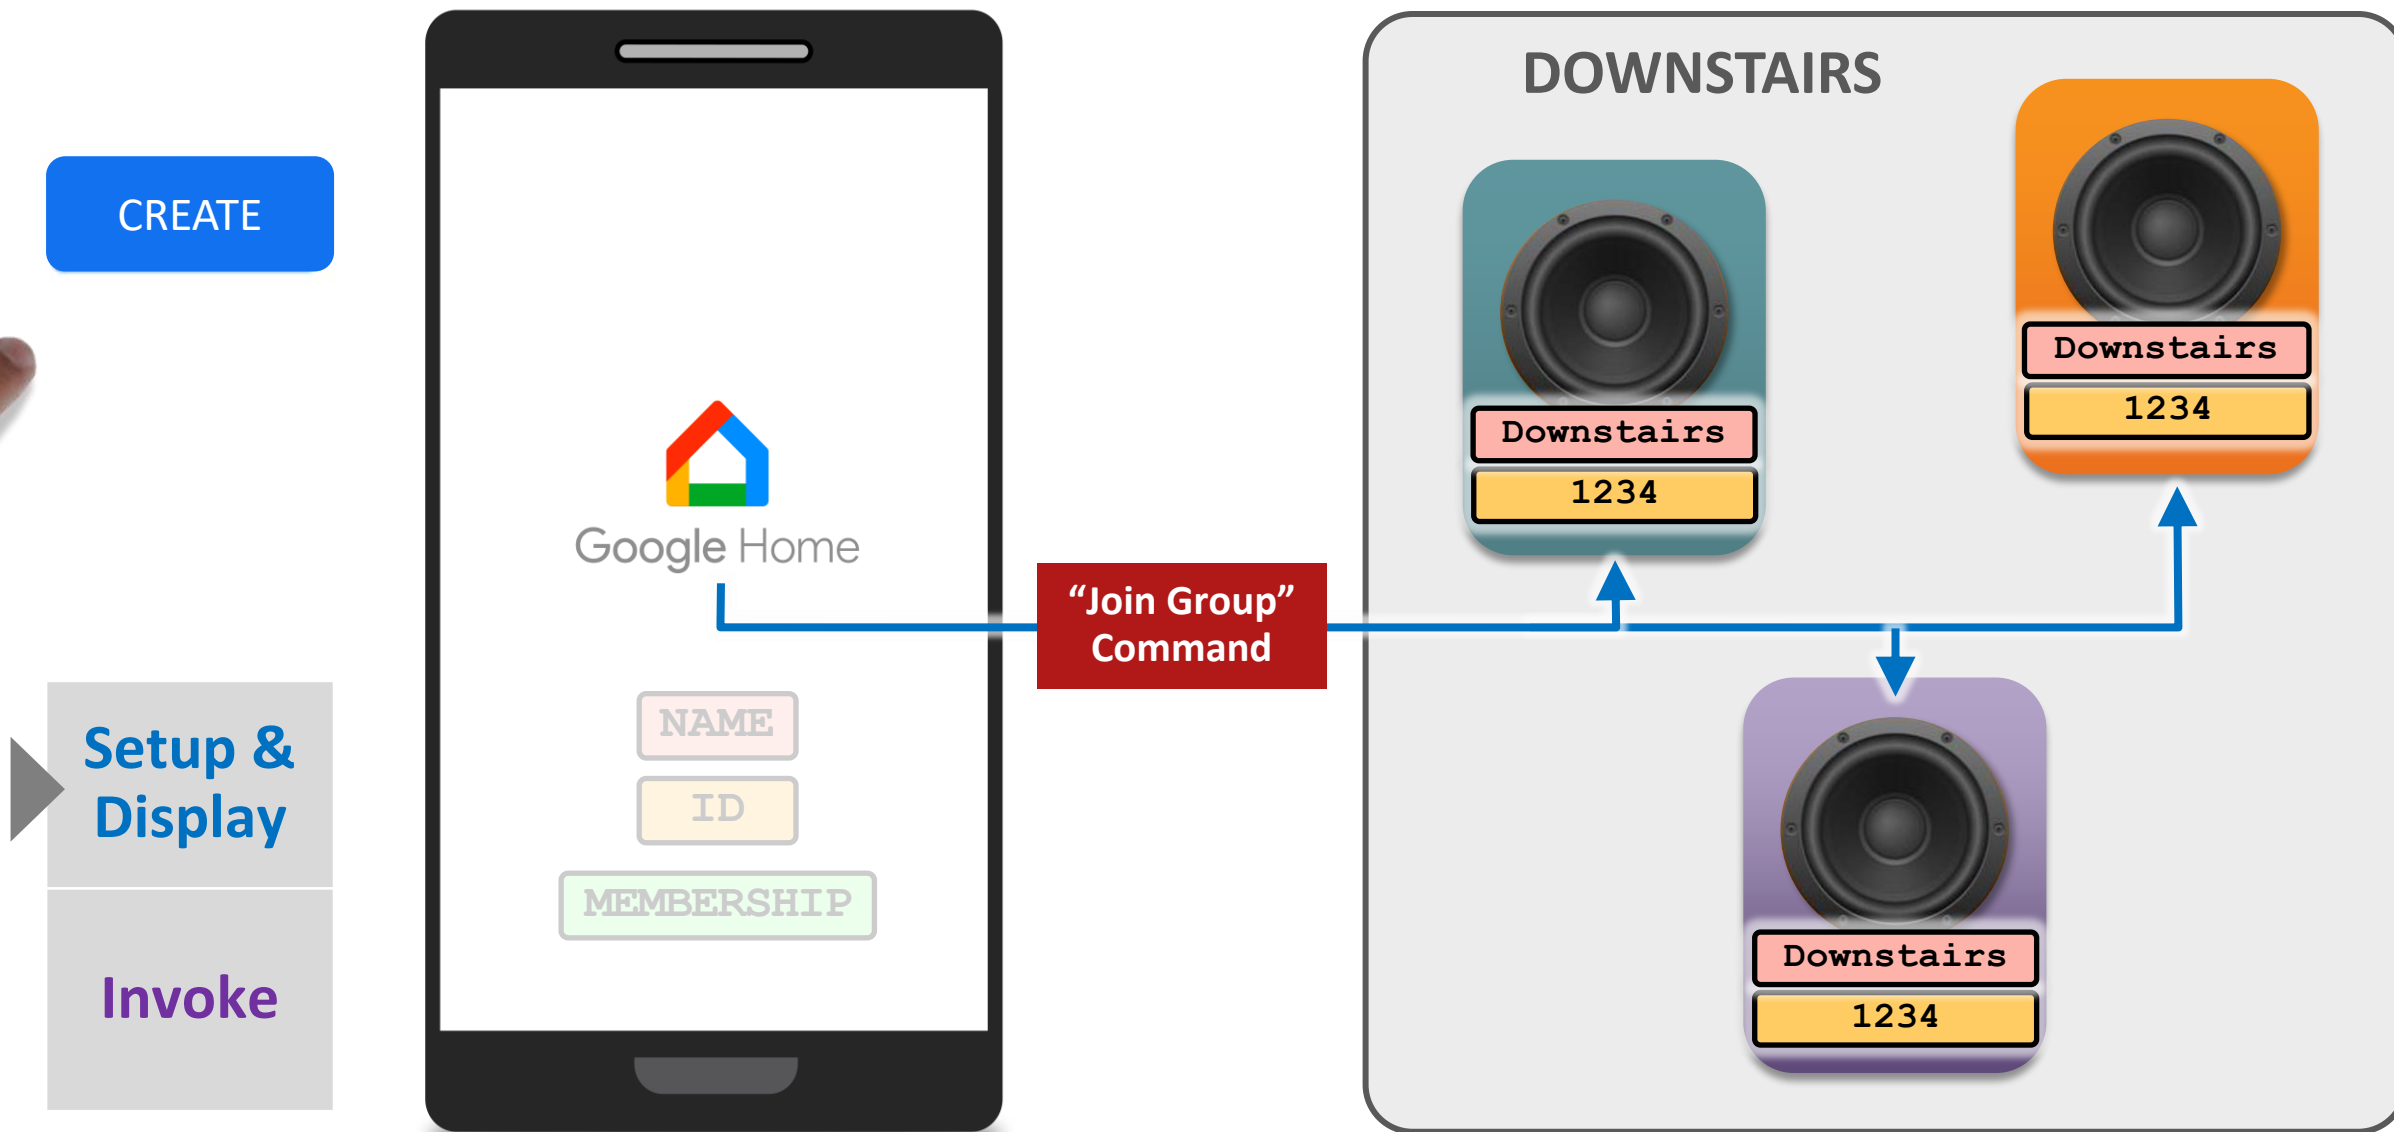 CREATE
Setup &
Display
Invoke
Google Home
NAME
ID
MEMBERSHIP
“Join Group”
Command
DOWNSTAIRS
Downstairs
1234
Downstairs
1234
Downstairs
1234